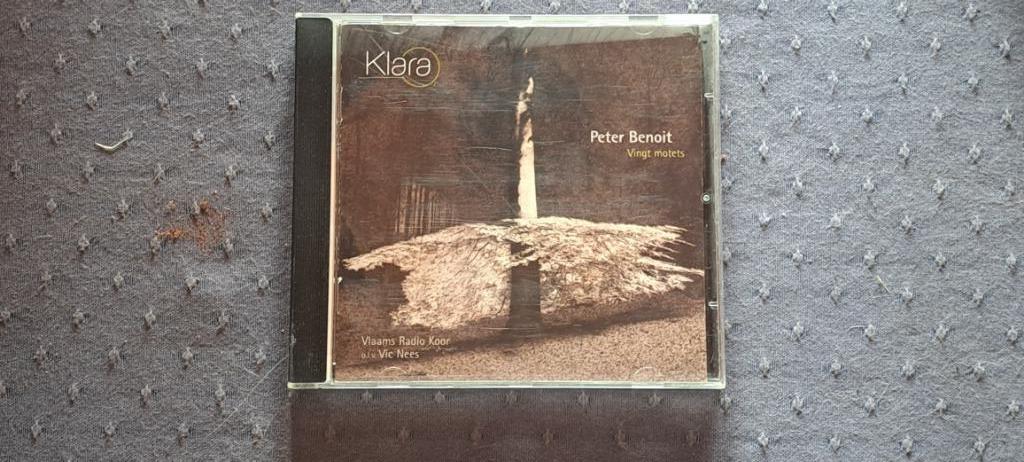 Klara
Peter Benoit
Vingt motets
Vlaams Radio Koor
o.l.v. Vic Nees